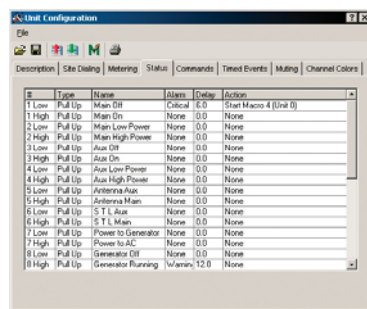 Unit Configuration
File
Description Site Dialing Metering Status Commands Timed Events Muting Channel Colors
# Type Name Alarm Delay Action
1 Low Pull Up Main Off Critical 6.0 Start Macro 4 (Unit 0)
1 High Pull Up Main On None 0.0 None
2 Low Pull Up Main Low Power None 0.0 None
2 High Pull Up Main High Power None 0.0 None
3 Low Pull Up Aux Off None 0.0 None
3 High Pull Up Aux On None 0.0 None
4 Low Pull Up Aux Low Power None 0.0 None
4 High Pull Up Aux High Power None 0.0 None
5 Low Pull Up Antenna Aux None 0.0 None
5 High Pull Up Antenna Main None 0.0 None
6 Low Pull Up S T L Aux None 0.0 None
6 High Pull Up S T L Main None 0.0 None
7 Low Pull Up Power to Generator None 0.0 None
7 High Pull Up Power to AC None 0.0 None
8 Low Pull Up Generator Off None 0.0 None
8 High Pull Up Generator Running Warnin 12.0 None